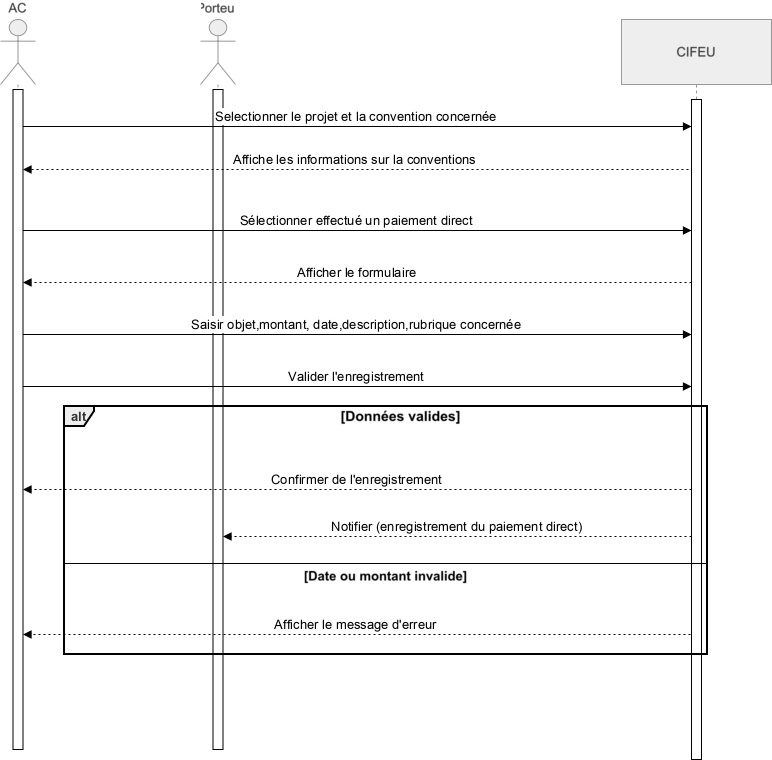 AC
Porteu
CIFEU
Selectionner le projet et la convention concernée
Affiche les informations sur la conventions
Sélectionner effectué un paiement direct
Afficher le formulaire
Saisir objet,montant, date,description,rubrique concernée
Valider l'enregistrement
alt
[Données valides]
Confirmer de l'enregistrement
Notifier (enregistrement du paiement direct)
[Date ou montant invalide]
Afficher le message d'erreur